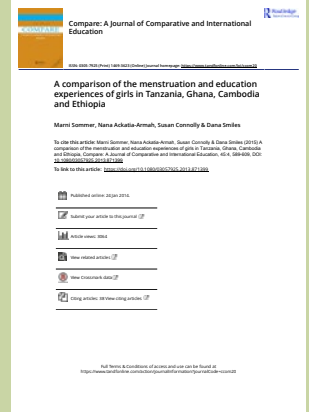 COMPARE
Routledge
Compare: A Journal of Comparative and International
Education
ISSN: 0305-7925 (Print) 1469-3623 (Online) Journal homepage: https://www.tandfonline.com/loi/ccom20
A comparison of the menstruation and education
experiences of girls in Tanzania, Ghana, Cambodia
and Ethiopia
Marni Sommer, Nana Ackatia-Armah, Susan Connolly & Dana Smiles
To cite this article: Marni Sommer, Nana Ackatia-Armah, Susan Connolly & Dana Smiles (2015) A
comparison of the menstruation and education experiences of girls in Tanzania, Ghana, Cambodia
and Ethiopia, Compare: A Journal of Comparative and International Education, 45:4, 589-609, DOI:
10.1080/03057925.2013.871399
To link to this article: https://doi.org/10.1080/03057925.2013.871399
Published online: 24 Jan 2014.
Submit your article to this journal
Article views: 3064
View related articles
View Crossmark data
Citing articles: 38 View citing articles
Full Terms & Conditions of access and use can be found at
https://www.tandfonline.com/action/journalInformation?journalCode=ccom20